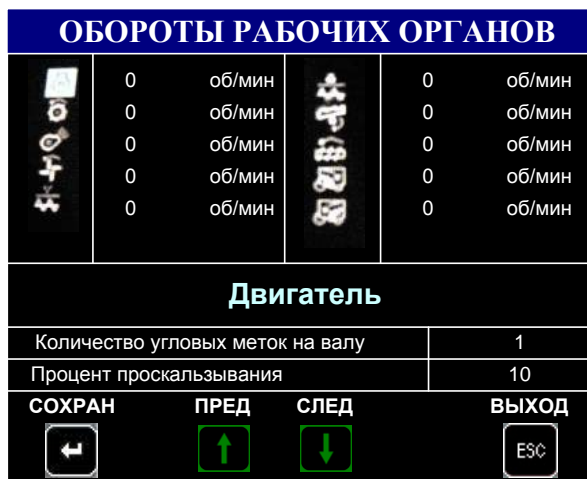 ОБОРОТЫ РАБОЧИХ ОРГАНОВ
0 об/мин 0 об/мин
0 об/мин 0 об/мин
0 об/мин 0 об/мин
0 об/мин 0 об/мин
0 об/мин 0 об/мин
Двигатель
Количество угловых меток на валу 1
Процент проскальзывания 10
СОХРАН ПРЕД СЛЕД ВЫХОД
ESC